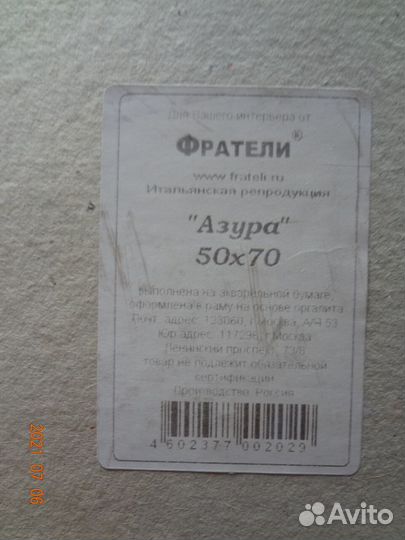 Для Вашего интерьера от
ФРАТЕЛИ®
www.frateli.ru
Итальянская репродукция
"Азура"
50x70
выполнена на акварельной бумаге,
оформлена в раму на основе оргалита
Почт. адрес: 123060, г.Москва, А/Я 53
Юр.адрес: 117296, г.Москва
Ленинский проспект, 73/8
товар не подлежит обязательной
сертификации
Производство: Россия
4 602377 002029
2021 07 06
Avito